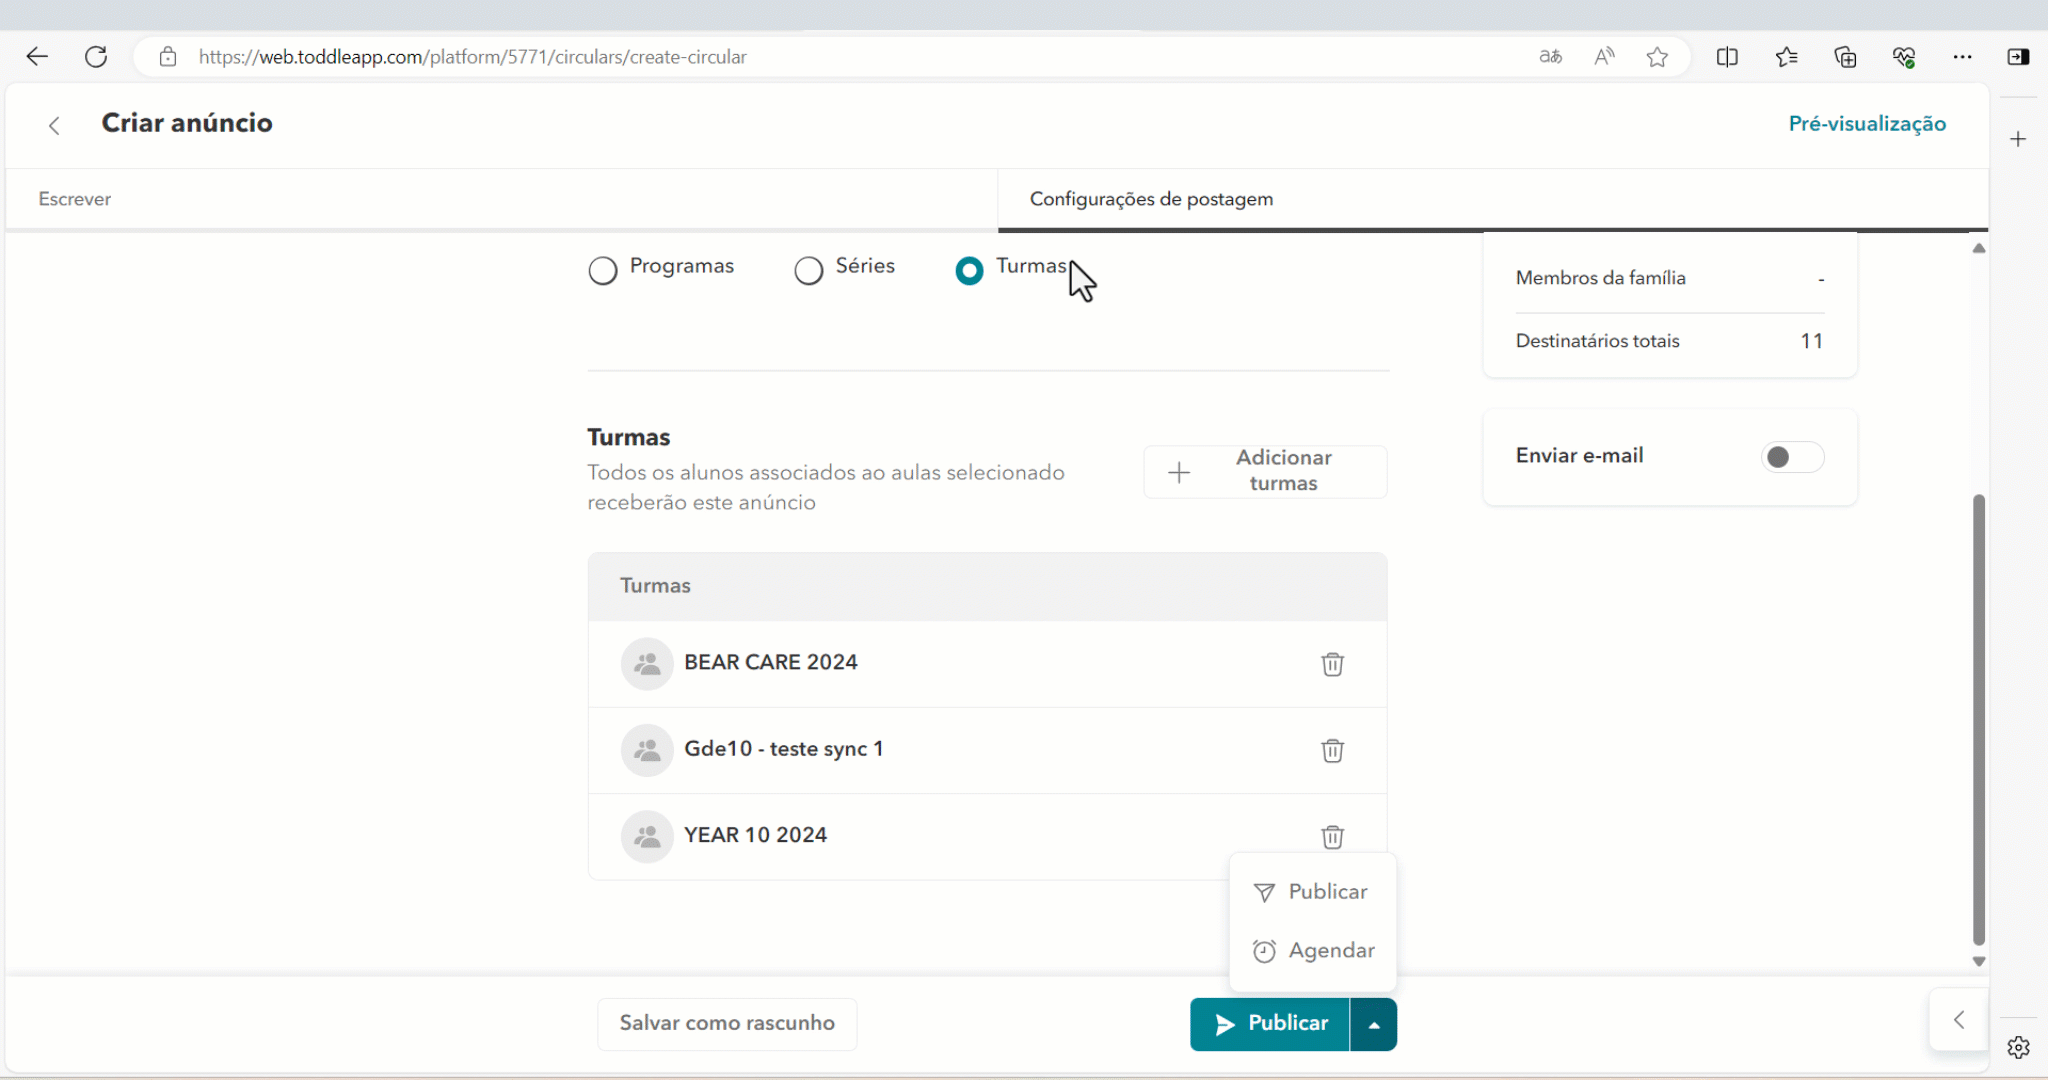 https://web.toddleapp.com/platform/5771/circulars/create-circular
Criar anúncio
Pré-visualização
Escrever
Configurações de postagem
Programas
Séries
Turmas
Membros da família
-
Destinatários totais
11
Turmas
Todos os alunos associados ao aulas selecionado
receberão este anúncio
Adicionar
turmas
Enviar e-mail
Turmas
BEAR CARE 2024
Gde10 - teste sync 1
YEAR 10 2024
Publicar
Agendar
Salvar como rascunho
Publicar